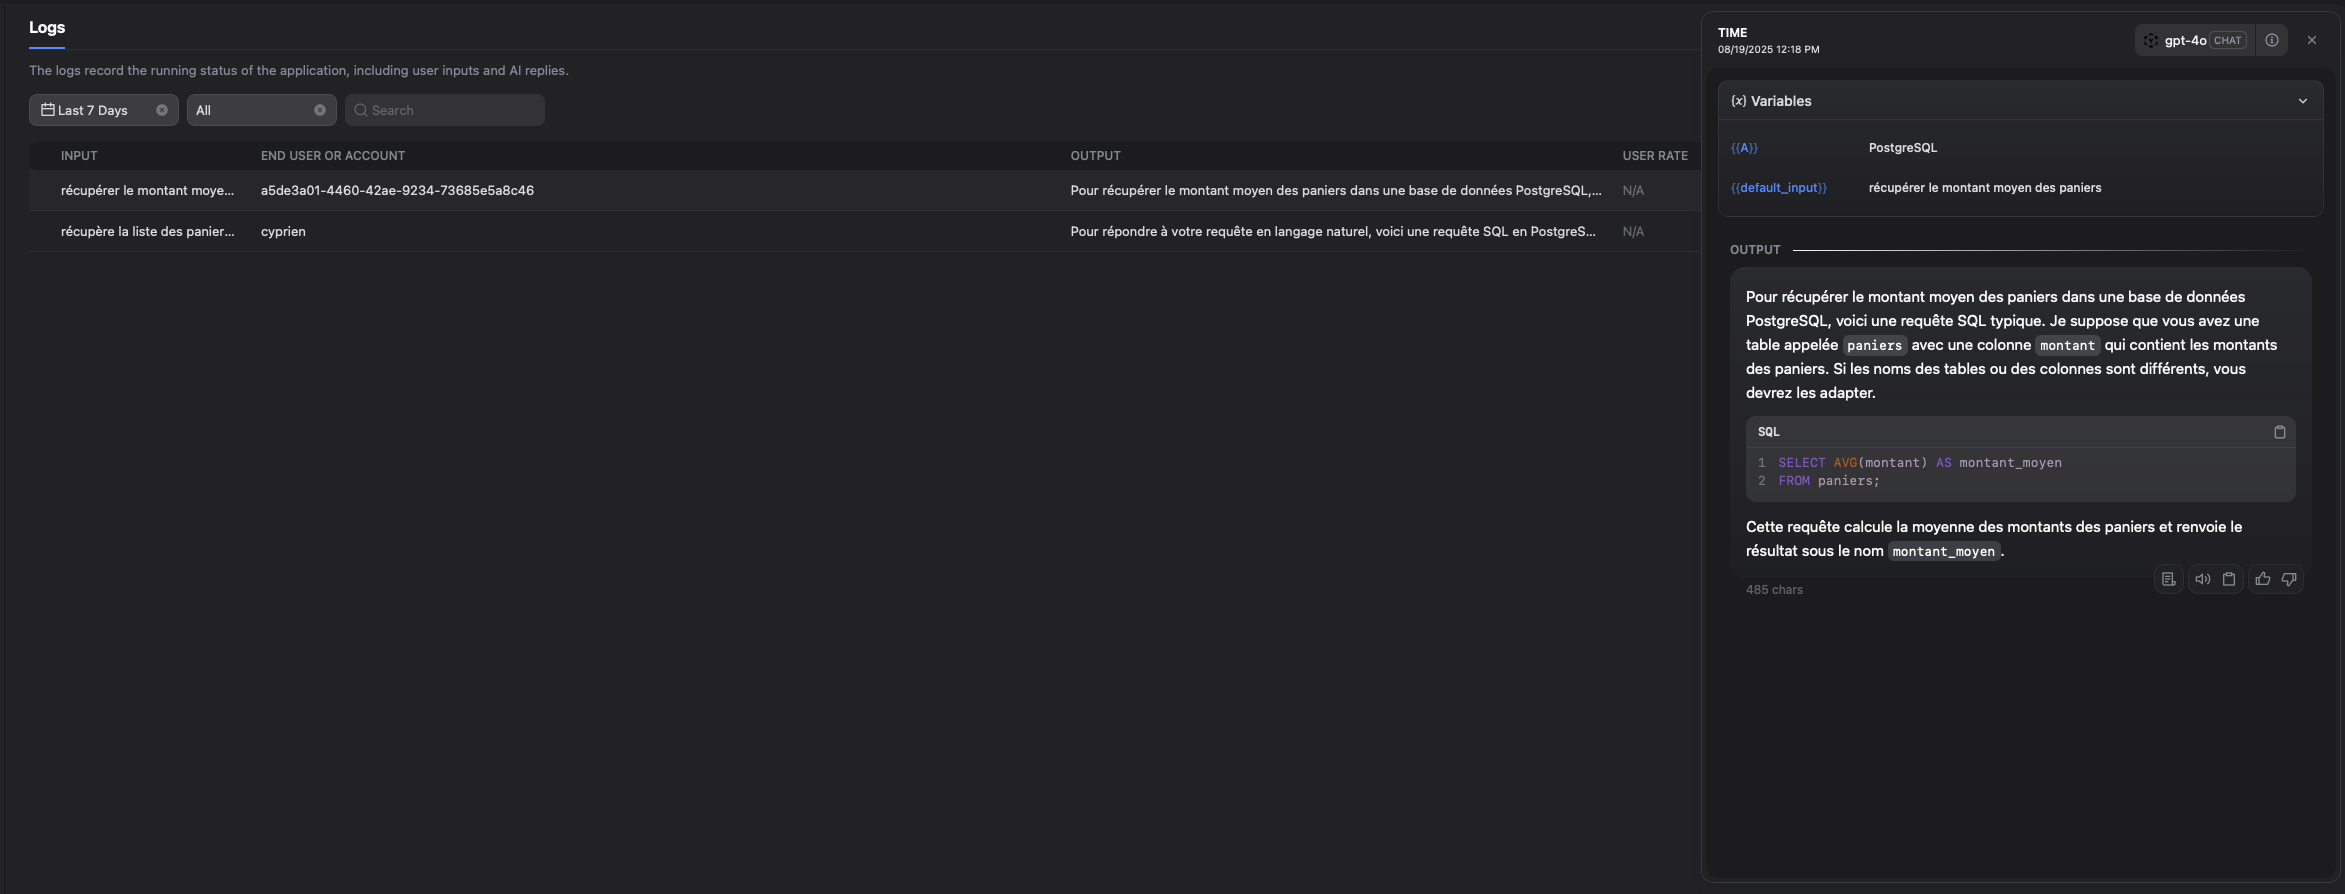 Logs
The logs record the running status of the application, including user inputs and AI replies.
Last 7 Days
All
Search
INPUT END USER OR ACCOUNT OUTPUT USER RATE
récupérer le montant moye... a5de3a01-4460-42ae-9234-73685e5a8c46 Pour récupérer le montant moyen des paniers dans une base de données PostgreSQL,... N/A
récupère la liste des panier... cyprien Pour répondre à votre requête en langage naturel, voici une requête SQL en PostgreS... N/A
TIME
08/19/2025 12:18 PM
gpt-4o CHAT
{x} Variables
{{A}} PostgreSQL
{{default_input}} récupérer le montant moyen des paniers
OUTPUT
Pour récupérer le montant moyen des paniers dans une base de données
PostgreSQL, voici une requête SQL typique. Je suppose que vous avez une
table appelée paniers avec une colonne montant qui contient les montants
des paniers. Si les noms des tables ou des colonnes sont différents, vous
devrez les adapter.
SQL
1 SELECT AVG(montant) AS montant_moyen
2 FROM paniers;
Cette requête calcule la moyenne des montants des paniers et renvoie le
résultat sous le nom montant_moyen.
485 chars